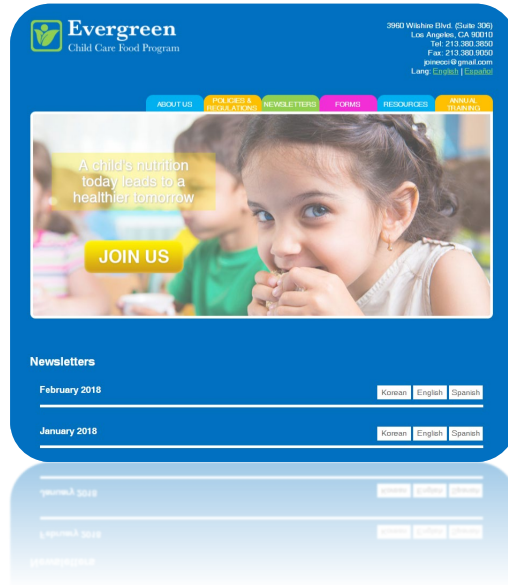 Evergreen
Child Care Food Program
3960 Wilshire Blvd. (Suite 306)
Los Angeles, CA 90010
Tel: 213.380.3850
Fax: 213.380.9050
joinecci@gmail.com
Lang: English | Español
ABOUT US
POLICIES & REGULATIONS
NEWSLETTERS
FORMS
RESOURCES
ANNUAL TRAINING
A child's nutrition
today leads to a
healthier tomorrow
JOIN US
Newsletters
February 2018
Korean English Spanish
January 2018
Korean English Spanish